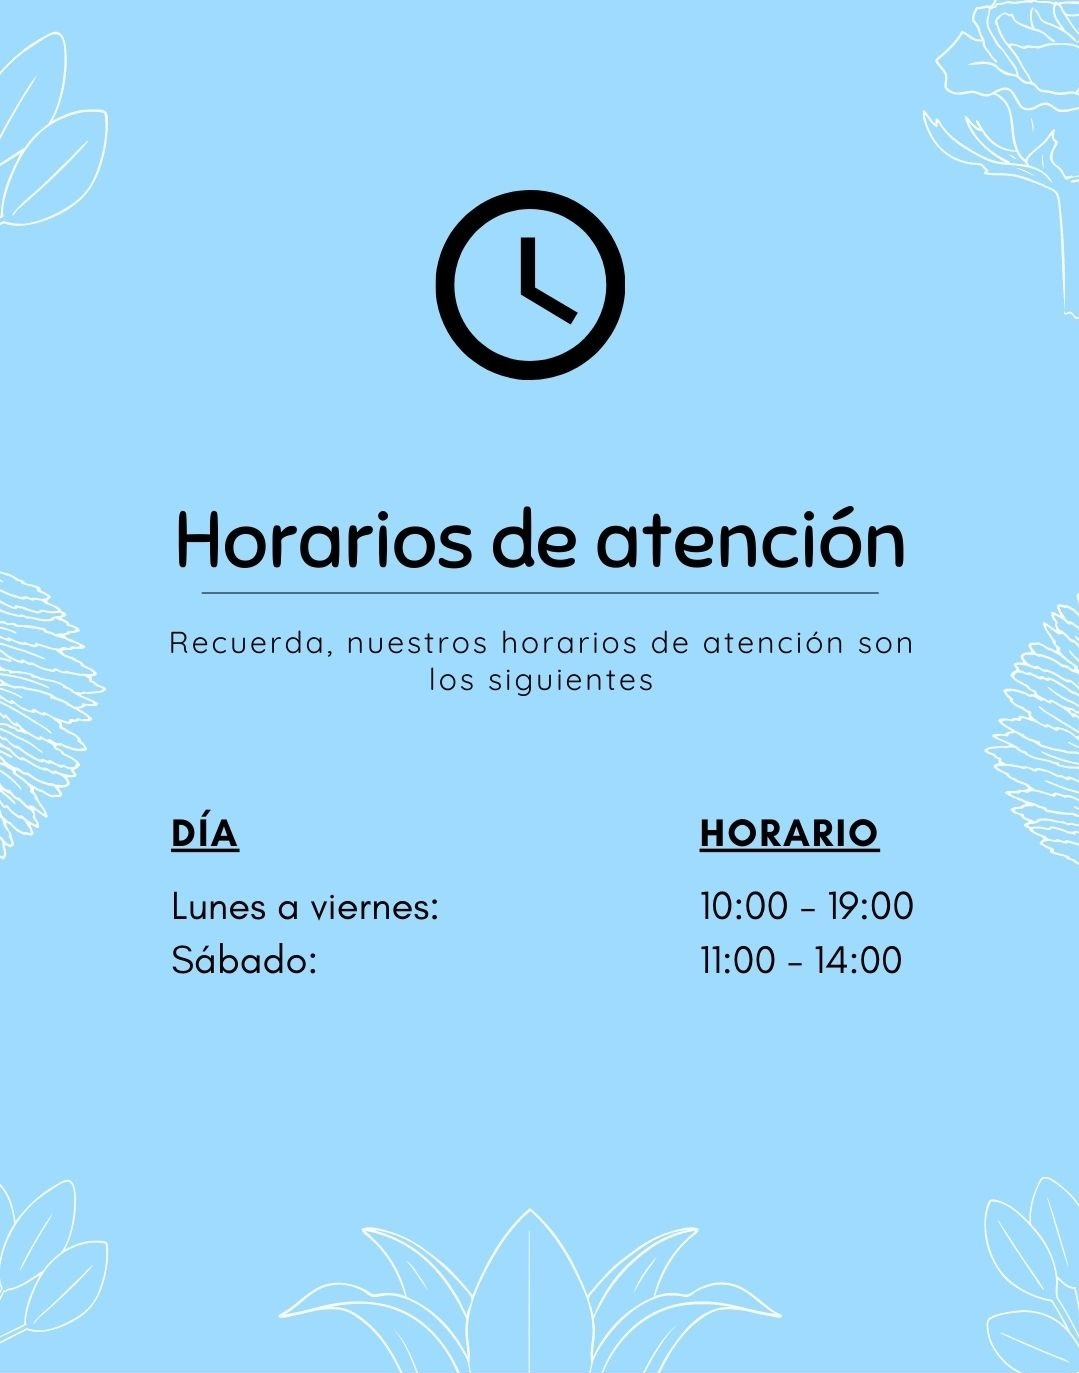 Horarios de atención
Recuerda, nuestros horarios de atención son
los siguientes
DÍA HORARIO
Lunes a viernes: 10:00 - 19:00
Sábado: 11:00 - 14:00